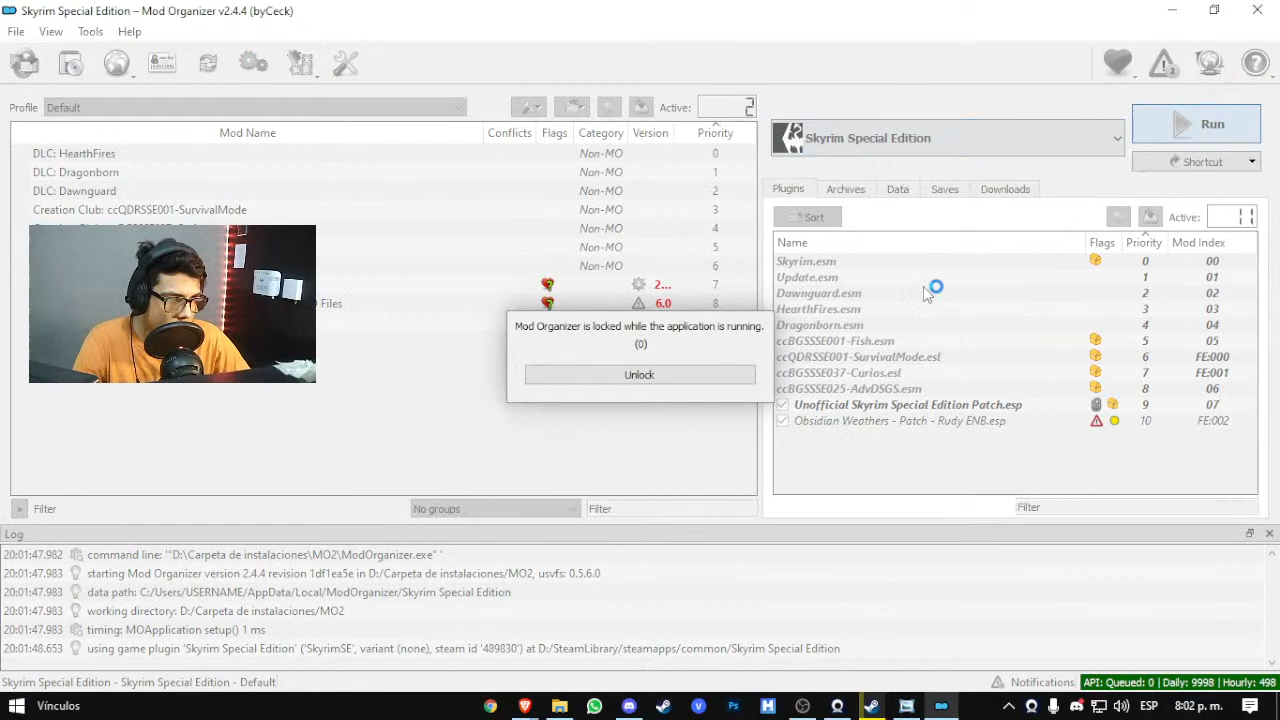 Skyrim Special Edition – Mod Organizer v2.4.4 (byCeck)
File View Tools Help
Profile Default Active: 2
Mod Name Conflicts Flags Category Version Priority
DLC: HearthFires Non-MO 0
DLC: Dragonborn Non-MO 1
DLC: Dawnguard Non-MO 2
Creation Club: ccQDRSSE001-SurvivalMode Non-MO 3
Non-MO 4
Non-MO 5
Non-MO 6
2... 7
Files 6.0 8
Filter No groups Filter
Mod Organizer is locked while the application is running.
(0)
Unlock
Skyrim Special Edition Run
Shortcut
Plugins Archives Data Saves Downloads
Sort Active: 11
Name Flags Priority Mod Index
Skyrim.esm 0 00
Update.esm 1 01
Dawnguard.esm 2 02
HearthFires.esm 3 03
Dragonborn.esm 4 04
ccBGSSSE001-Fish.esm 5 05
ccQDRSSE001-SurvivalMode.esl 6 FE:000
ccBGSSSE037-Curios.esl 7 FE:001
ccBGSSSE025-AdvDSGS.esm 8 06
Unofficial Skyrim Special Edition Patch.esp 9 07
Obsidian Weathers - Patch - Rudy ENB.esp 10 FE:002
Filter
Log
20:01:47.982 command line: '"D:\Carpeta de instalaciones\MO2\ModOrganizer.exe" '
20:01:47.983 starting Mod Organizer version 2.4.4 revision 1df1ea5e in D:/Carpeta de instalaciones/MO2, usvfs: 0.5.6.0
20:01:47.983 data path: C:/Users/USERNAME/AppData/Local/ModOrganizer/Skyrim Special Edition
20:01:47.983 working directory: D:/Carpeta de instalaciones/MO2
20:01:47.983 timing: MOApplication setup() 1 ms
20:01:48.653 using game plugin 'Skyrim Special Edition' ('SkyrimSE', variant (none), steam id '489830') at D:/SteamLibrary/steamapps/common/Skyrim Special Edition
Skyrim Special Edition - Skyrim Special Edition - Default Notifications API: Queued: 0 | Daily: 9998 | Hourly: 498
Vínculos ESP 8:02 p. m.